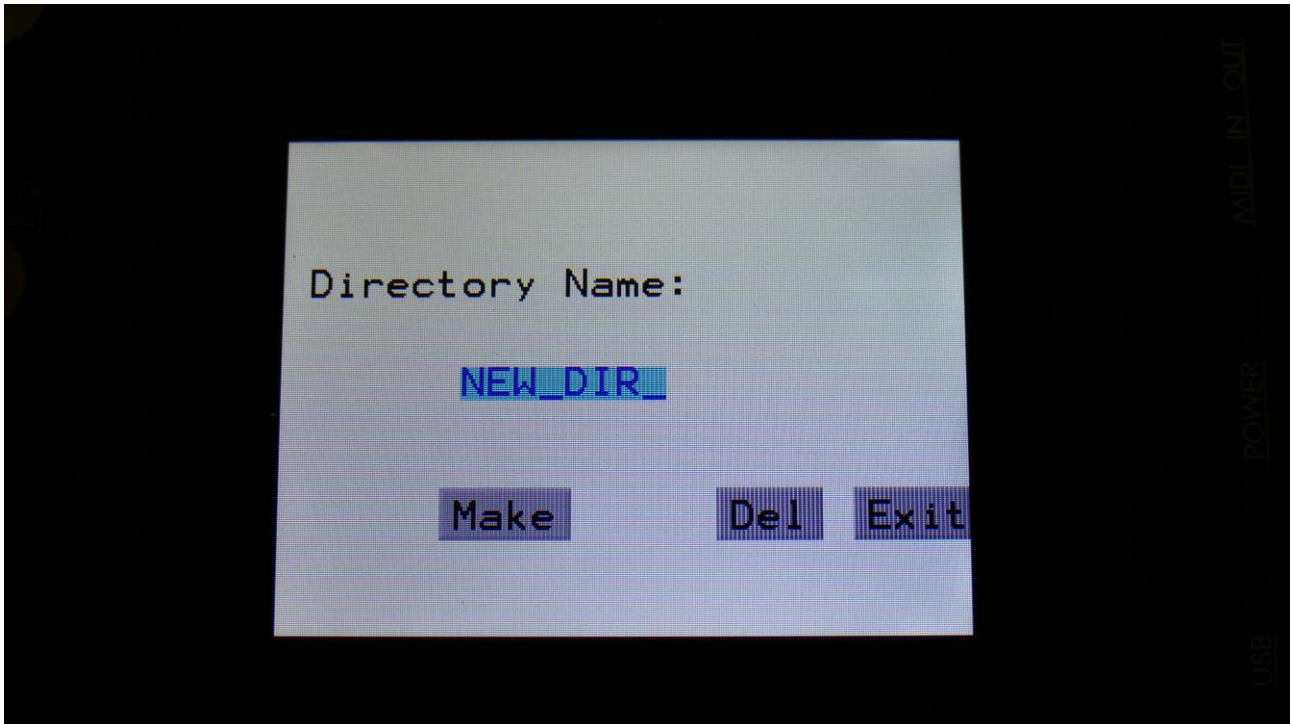 Directory Name:
NEW_DIR_
Make Del Exit
MIDI IN OUT
POWER
USB